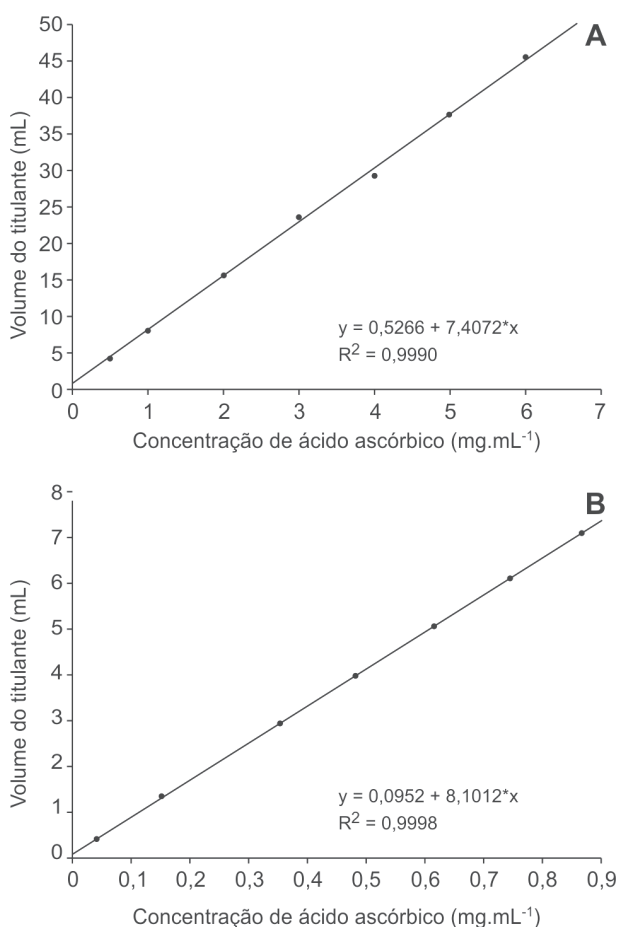 A
50
45
40
35
30
25
20
15
10
5
0
Volume do titulante (mL)
y = 0,5266 + 7,4072*x
R² = 0,9990
0 1 2 3 4 5 6 7
Concentração de ácido ascórbico (mg.mL⁻¹)
B
8
7
6
5
4
3
2
1
0
Volume do titulante (mL)
y = 0,0952 + 8,1012*x
R² = 0,9998
0 0,1 0,2 0,3 0,4 0,5 0,6 0,7 0,8 0,9
Concentração de ácido ascórbico (mg.mL⁻¹)